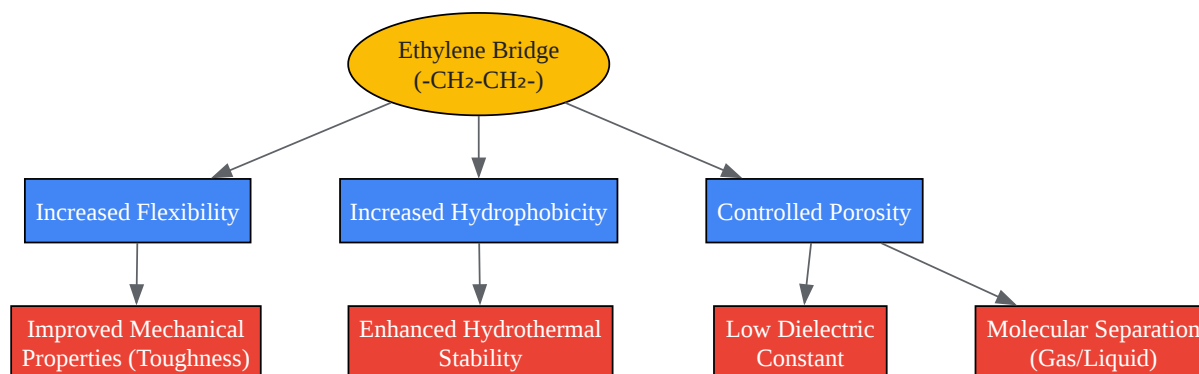 Ethylene Bridge
(-CH₂-CH₂-)
Increased Flexibility
Increased Hydrophobicity
Controlled Porosity
Improved Mechanical
Properties (Toughness)
Enhanced Hydrothermal
Stability
Low Dielectric
Constant
Molecular Separation
(Gas/Liquid)